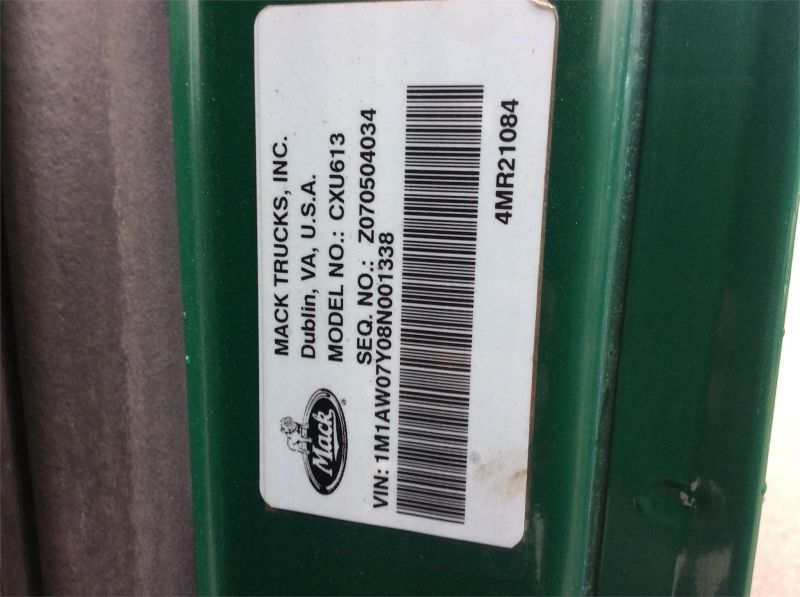 MACK TRUCKS, INC.
Dublin, VA, U.S.A.
MODEL NO.: CXU613
SEQ. NO.: Z070504034
Mack
VIN: 1M1AW07Y08N001338
4MR21084